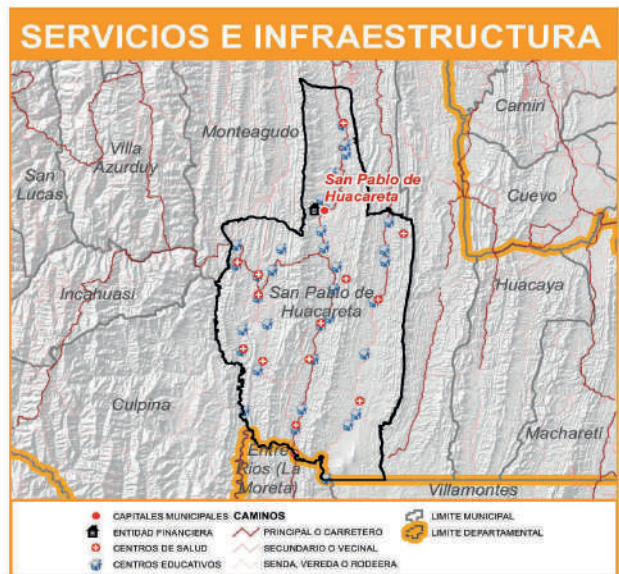 SERVICIOS E INFRAESTRUCTURA
Camiri
Monteagudo
Villa
Azurduy
San
Lucas
San Pablo de
Huacareta
Cuevo
Huacaya
Incahuasi
San Pablo de
Huacareta
Culpina
Machareti
Entre
Rios (La
Moreta)
Villamontes
CAPITALES MUNICIPALES
ENTIDAD FINANCIERA
CENTROS DE SALUD
CENTROS EDUCATIVOS
CAMINOS
PRINCIPAL O CARRETERO
SECUNDARIO O VECINAL
SENDA, VEREDA O RODEERA
LIMITE MUNICIPAL
LIMITE DEPARTAMENTAL